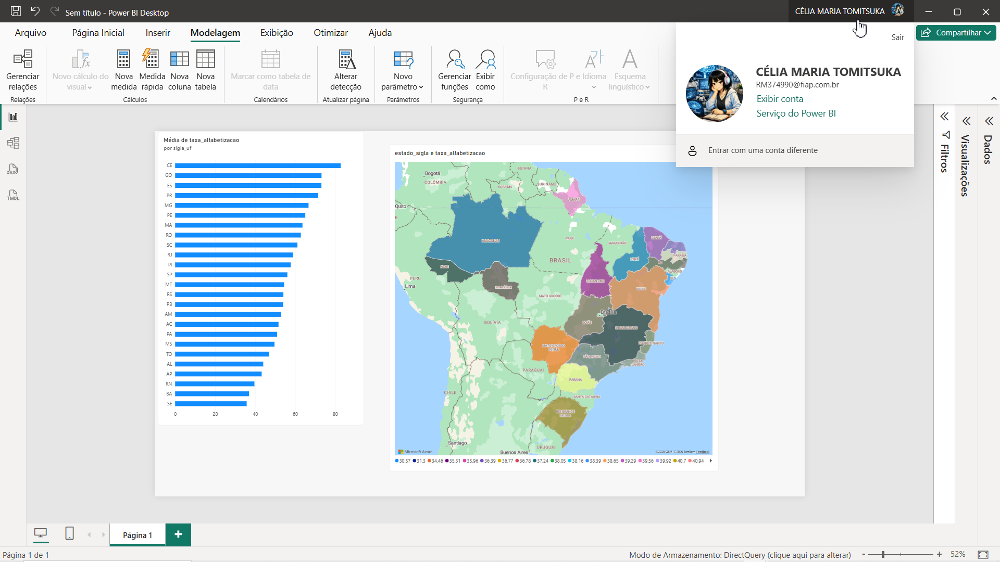 Sem título - Power BI Desktop
CÉLIA MARIA TOMITSUKA
Arquivo
Página Inicial
Inserir
Modelagem
Exibição
Otimizar
Ajuda
Compartilhar
Gerenciar relações
Relações
Novo cálculo do visual
Nova medida
Medida rápida
Nova coluna
Nova tabela
Cálculos
Marcar como tabela de data
Calendários
Alterar detecção
Atualizar página
Novo parâmetro
Parâmetros
Gerenciar funções
Exibir como
Segurança
Configuração de P e R
Idioma
Esquema linguístico
P e R
Sair
CÉLIA MARIA TOMITSUKA
RM374990@fiap.com.br
Exibir conta
Serviço do Power BI
Entrar com uma conta diferente
Filtros
Visualizações
Dados
DAX
TMDL
Média de taxa_alfabetizacao
por sigla_uf
CE
GO
ES
PR
MG
PE
MA
RO
SC
RJ
PI
SP
MT
RS
PB
AM
AC
PA
MS
TO
AL
AP
RN
BA
SE
0 20 40 60 80
estado_sigla e taxa_alfabetizacao
Bogotá
COLÔMBIA
GUIANA
SURINAME
RORAIMA
AMAPÁ
Quito
R
AMAZONAS
PARÁ
MARANHÃO
CEARÁ
PIAUÍ
PARAÍBA
PE
ALAGOAS
SE
BRASIL
ACRE
PERU
Lima
RONDÔNIA
TOCANTINS
BAHIA
MATO GROSSO
Brasília
BOLÍVIA
GOIÁS
MINAS GERAIS
ESPÍRITO SANTO
MATO GROSSO
DO SUL
SÃO PAULO
RIO DE
JANEIRO
PARAGUAI
PARANÁ
CHILE
SANTA CATARINA
RIO GRANDE
DO SUL
Santiago
URUGUAI
Buenos Aires
Microsoft Azure
©2026 OSM ©2026 TomTom Feedback
30,57 31,3 34,46 35,31 35,96 36,39 36,77 36,78 37,24 38,05 38,16 38,39 38,65 39,29 39,56 39,92 40,7 40,94
Página 1
Página 1 de 1
Modo de Armazenamento: DirectQuery (clique aqui para alterar)
- + 52%